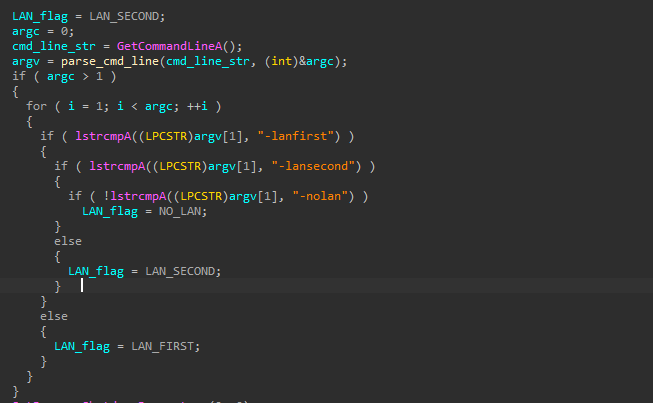 LAN_flag = LAN_SECOND;
argc = 0;
cmd_line_str = GetCommandLineA();
argv = parse_cmd_line(cmd_line_str, (int)&argc);
if ( argc > 1 )
{
for ( i = 1; i < argc; ++i )
{
if ( lstrcmpA((LPCSTR)argv[1], "-lanfirst") )
{
if ( lstrcmpA((LPCSTR)argv[1], "-lansecond") )
{
if ( !lstrcmpA((LPCSTR)argv[1], "-nolan") )
LAN_flag = NO_LAN;
}
else
{
LAN_flag = LAN_SECOND;
}
}
else
{
LAN_flag = LAN_FIRST;
}
}
}